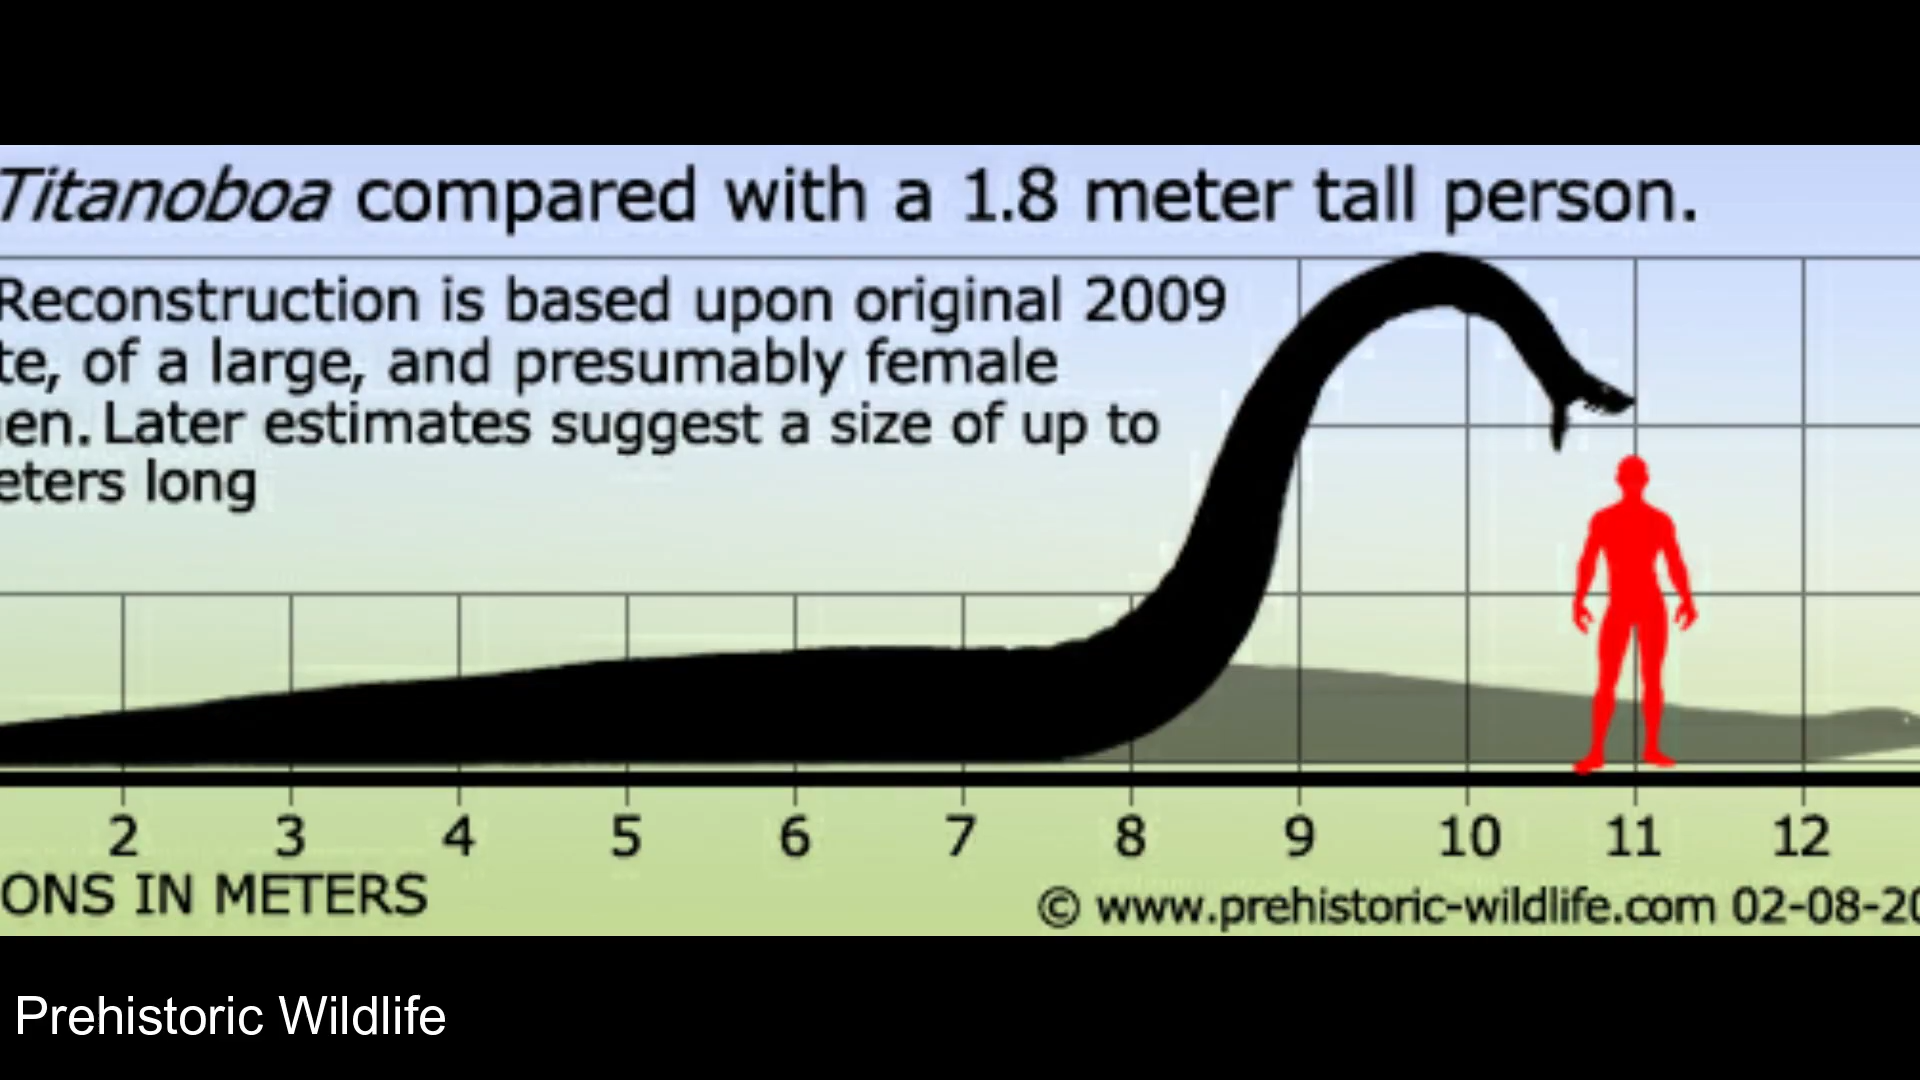 Titanoboa compared with a 1.8 meter tall person.
Reconstruction is based upon original 2009
te, of a large, and presumably female
en. Later estimates suggest a size of up to
eters long
2 3 4 5 6 7 8 9 10 11 12
ONS IN METERS
© www.prehistoric-wildlife.com 02-08-20
Prehistoric Wildlife